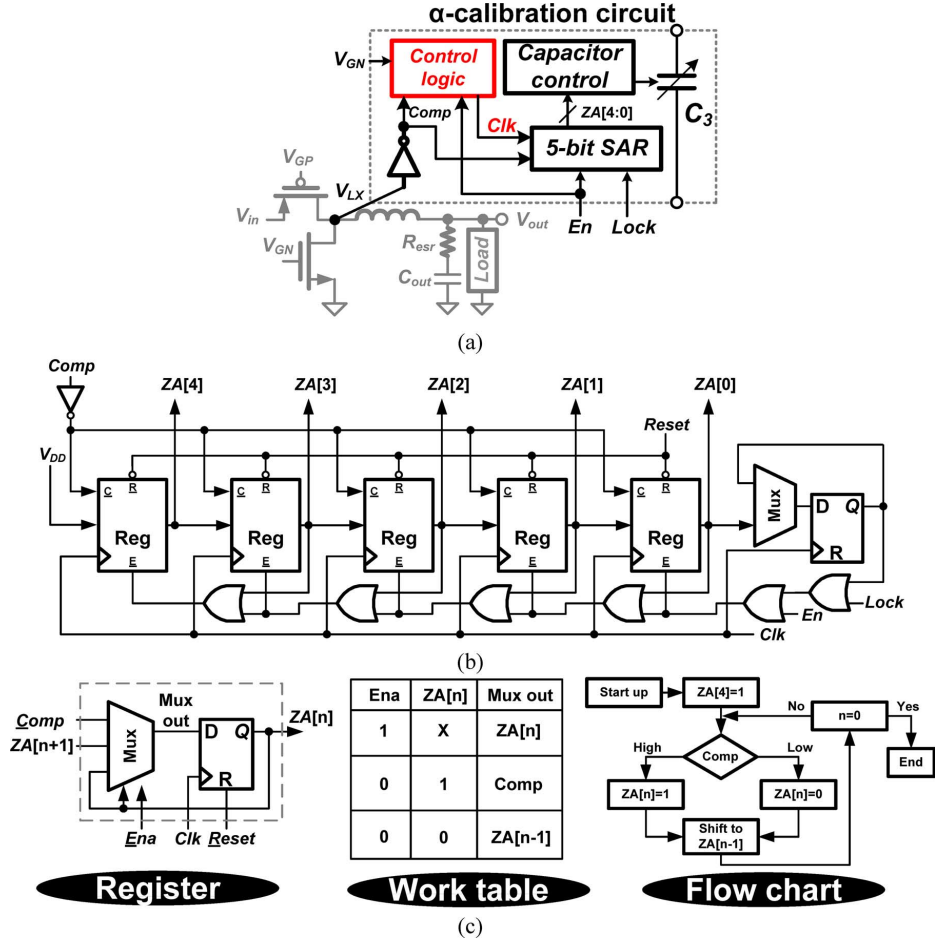 α-calibration circuit
V_GN
Control logic
Capacitor control
Comp
Clk
ZA[4:0]
C_3
5-bit SAR
V_GP
V_LX
V_in
V_out
En
Lock
V_GN
R_esr
C_out
Load
(a)
Comp
ZA[4]
ZA[3]
ZA[2]
ZA[1]
ZA[0]
Reset
V_DD
C
R
C
R
C
R
C
R
C
R
Reg
Reg
Reg
Reg
Reg
E
E
E
E
E
Mux
D
Q
R
En
Lock
Clk
(b)
Comp
ZA[n+1]
Mux
Mux out
D
Q
R
ZA[n]
Ena
Clk
Reset
Register
Ena ZA[n] Mux out
1 X ZA[n]
0 1 Comp
0 0 ZA[n-1]
Work table
Start up
ZA[4]=1
No
n=0
Yes
End
High
Comp
Low
ZA[n]=1
ZA[n]=0
Shift to
ZA[n-1]
Flow chart
(c)